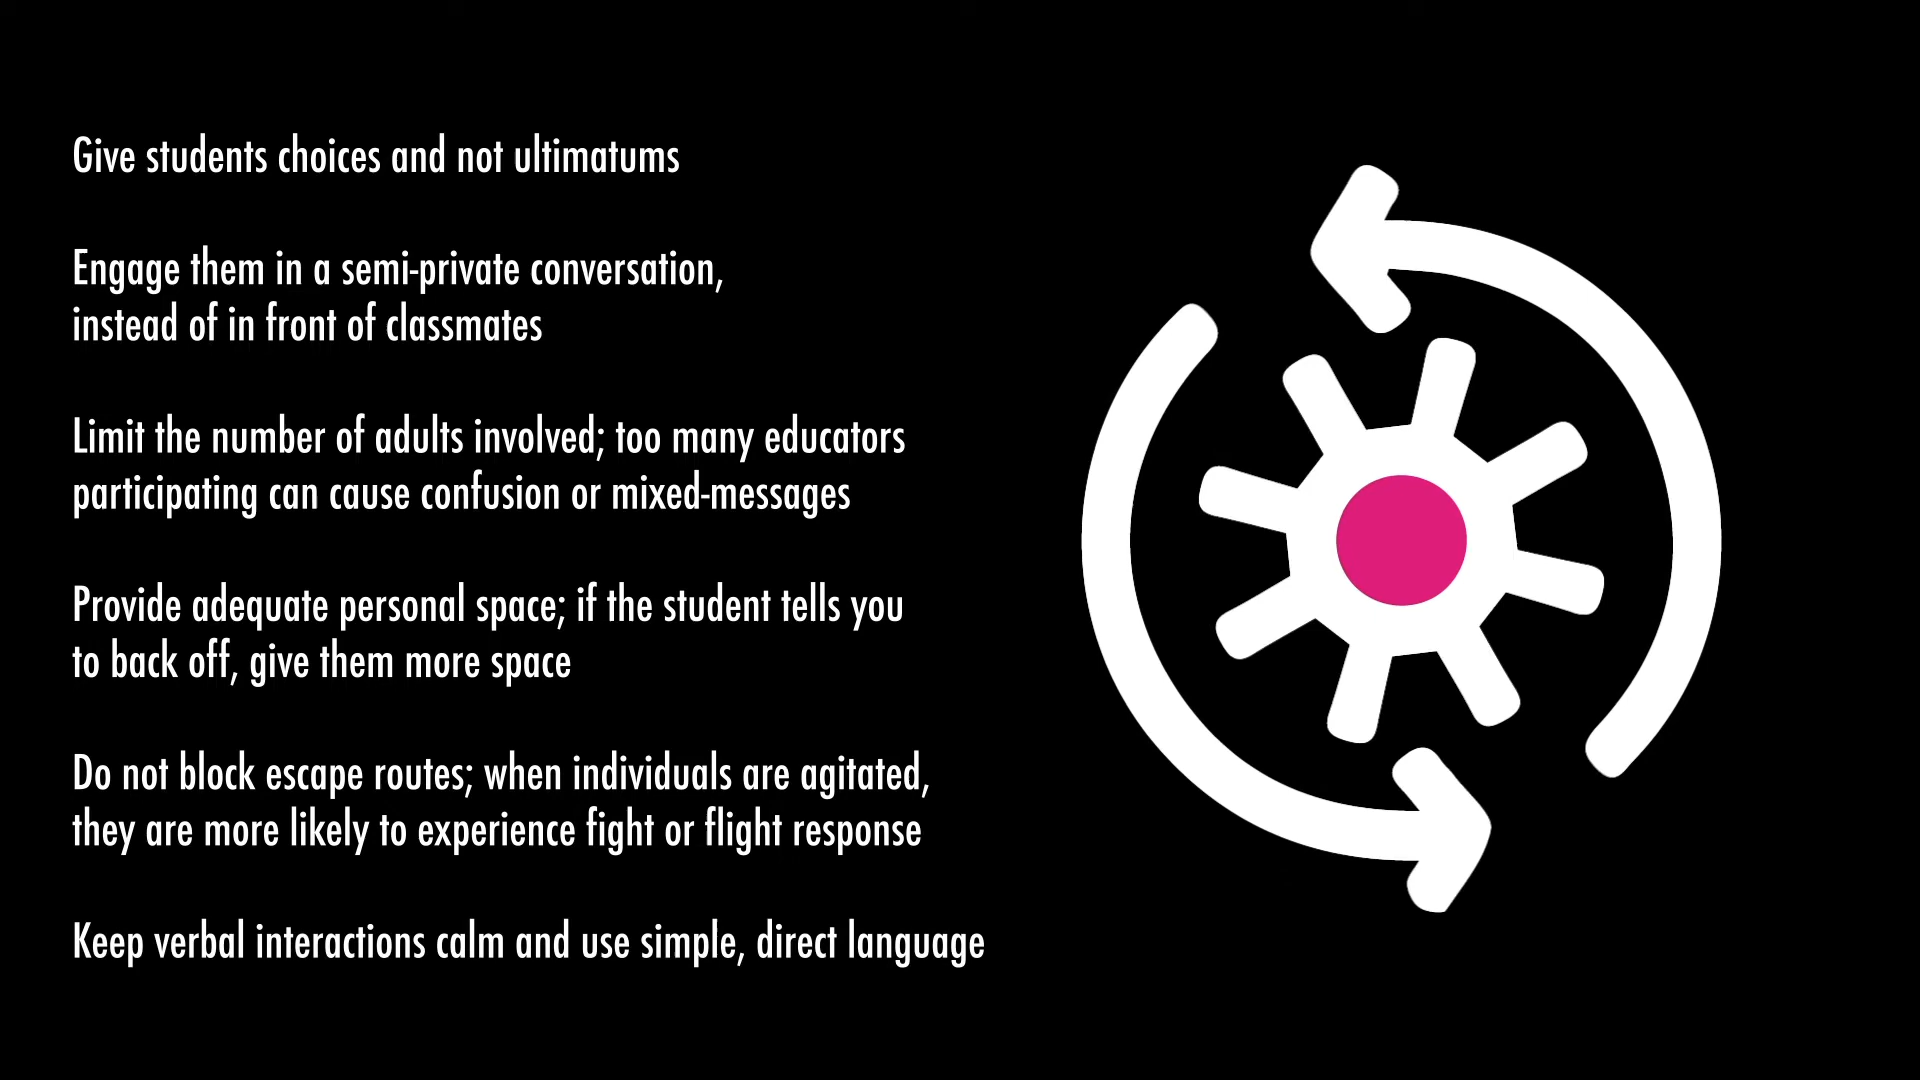 Give students choices and not ultimatums
Engage them in a semi-private conversation,
instead of in front of classmates
Limit the number of adults involved; too many educators
participating can cause confusion or mixed-messages
Provide adequate personal space; if the student tells you
to back off, give them more space
Do not block escape routes; when individuals are agitated,
they are more likely to experience fight or flight response
Keep verbal interactions calm and use simple, direct language